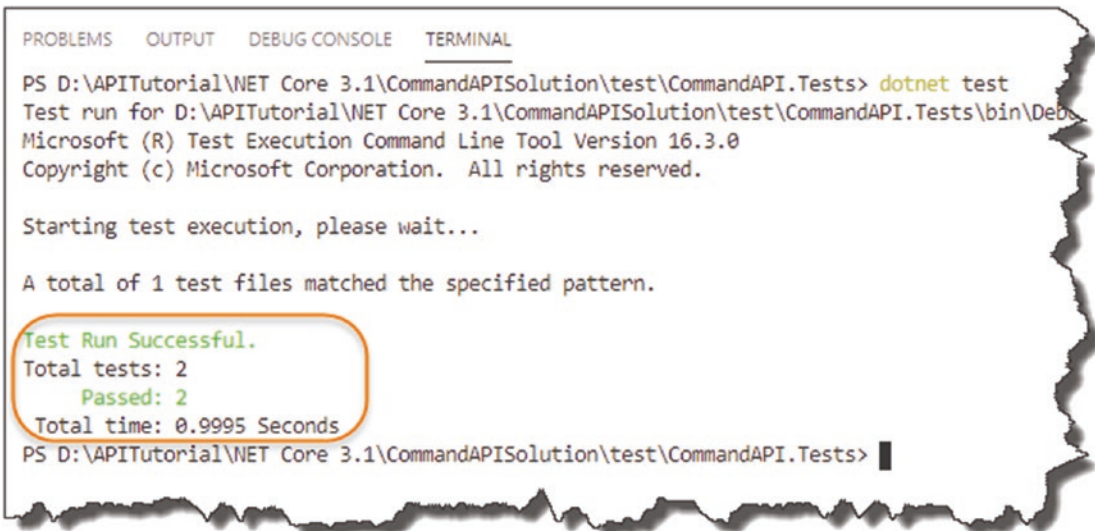 PROBLEMS OUTPUT DEBUG CONSOLE TERMINAL
PS D:\APITutorial\NET Core 3.1\CommandAPISolution\test\CommandAPI.Tests> dotnet test
Test run for D:\APITutorial\NET Core 3.1\CommandAPISolution\test\CommandAPI.Tests\bin\Debu
Microsoft (R) Test Execution Command Line Tool Version 16.3.0
Copyright (c) Microsoft Corporation. All rights reserved.
Starting test execution, please wait...
A total of 1 test files matched the specified pattern.
Test Run Successful.
Total tests: 2
Passed: 2
Total time: 0.9995 Seconds
PS D:\APITutorial\NET Core 3.1\CommandAPISolution\test\CommandAPI.Tests>